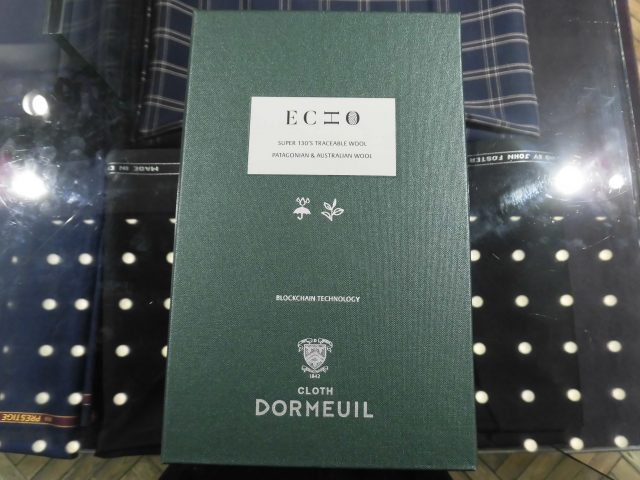 ECHO
SUPER 130'S TRACEABLE WOOL
PATAGONIAN & AUSTRALIAN WOOL
MADE IN
BY JOHN FOSTER
BLOCKCHAIN TECHNOLOGY
1842
CLOTH
DORMEUIL
PRESTIGE